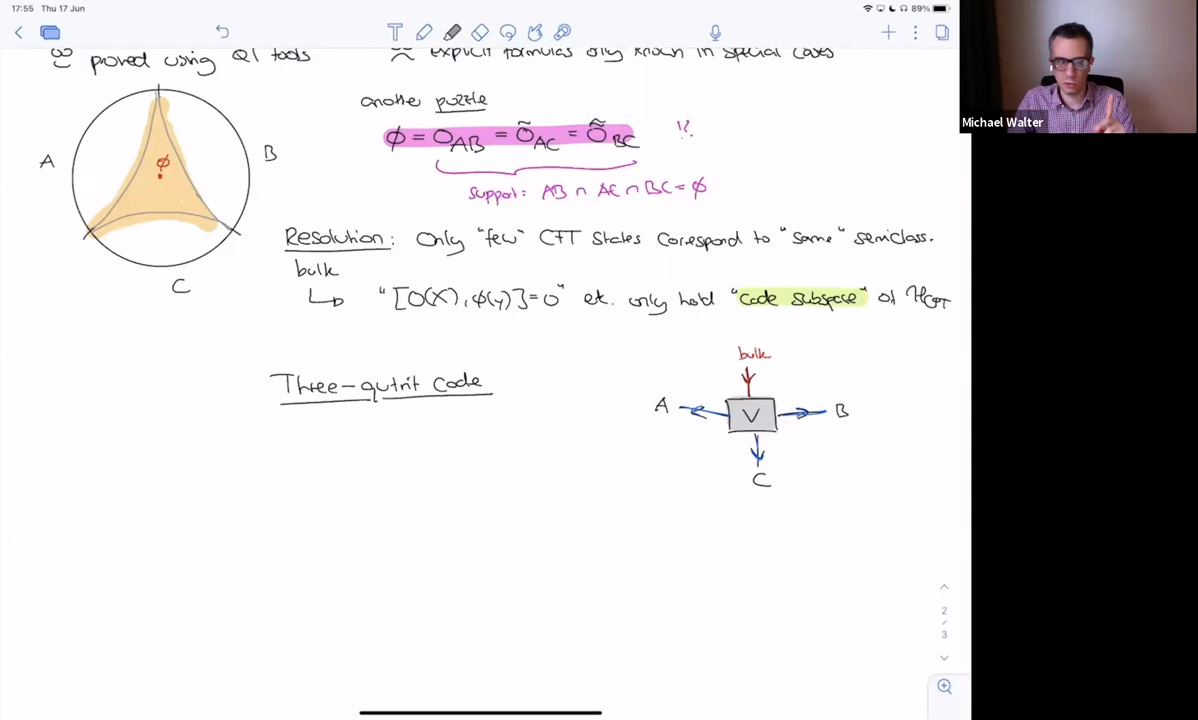 17:55 Thu 17 Jun
89%
T
proved using QI tools
explicit formulas only known in special cases
another puzzle
ϕ = O_AB = Õ_AC = Õ̃_BC !?
support: AB ∩ AC ∩ BC = ∅
A
B
ϕ
C
Resolution: Only "few" CFT states correspond to "same" semiclass.
bulk
↳ "[O(X), ϕ(y)] = 0" etc. only hold "code subspace" of H_CFT
Three-qutrit code
bulk
A
V
B
C
2
/
3
Michael Walter